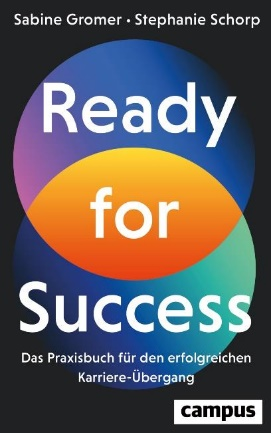 Sabine Gromer • Stephanie Schorp
Ready
for
Success
Das Praxisbuch für den erfolgreichen
Karriere-Übergang
campus